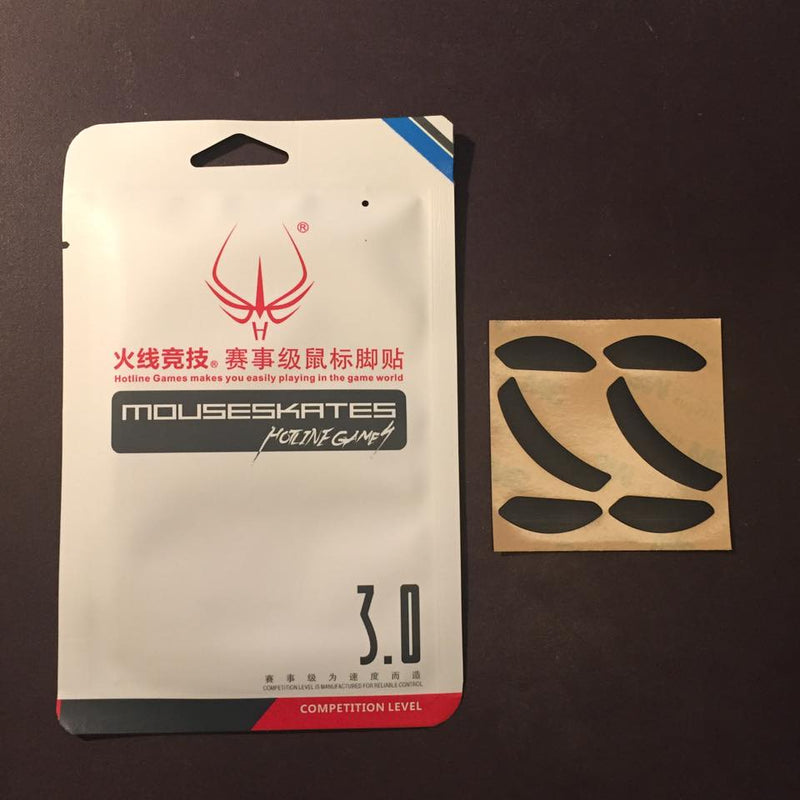 ®
H
火线竞技® 赛事级鼠标脚贴
Hotline Games makes you easily playing in the game world
MOUSESKATES
HOTLINE GAMES
3.0
赛事级为速度而造
COMPETITION LEVEL IS MANUFACTURED FOR RELIABLE CONTROL
COMPETITION LEVEL